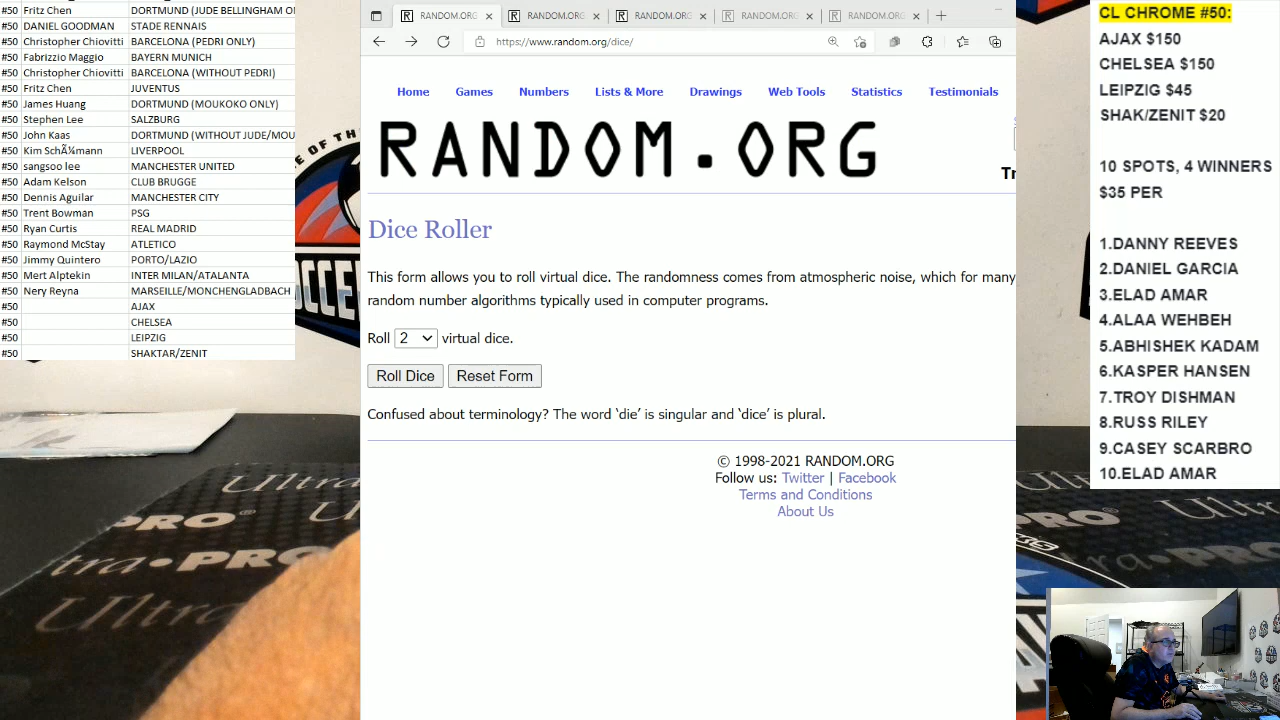 #50 Fritz Chen DORTMUND (JUDE BELLINGHAM O
#50 DANIEL GOODMAN STADE RENNAIS
#50 Christopher Chiovitti BARCELONA (PEDRI ONLY)
#50 Fabrizzio Maggio BAYERN MUNICH
#50 Christopher Chiovitti BARCELONA (WITHOUT PEDRI)
#50 Fritz Chen JUVENTUS
#50 James Huang DORTMUND (MOUKOKO ONLY)
#50 Stephen Lee SALZBURG
#50 John Kaas DORTMUND (WITHOUT JUDE/MOU
#50 Kim SchÃ¼mann LIVERPOOL
#50 sangsoo lee MANCHESTER UNITED
#50 Adam Kelson CLUB BRUGGE
#50 Dennis Aguilar MANCHESTER CITY
#50 Trent Bowman PSG
#50 Ryan Curtis REAL MADRID
#50 Raymond McStay ATLETICO
#50 Jimmy Quintero PORTO/LAZIO
#50 Mert Alptekin INTER MILAN/ATALANTA
#50 Nery Reyna MARSEILLE/MONCHENGLADBACH
#50 AJAX
#50 CHELSEA
#50 LEIPZIG
#50 SHAKTAR/ZENIT
RANDOM.ORG RANDOM.ORG RANDOM.ORG RANDOM.ORG RANDOM.ORG
https://www.random.org/dice/
Home Games Numbers Lists & More Drawings Web Tools Statistics Testimonials
RANDOM.ORG
Tr
Dice Roller
This form allows you to roll virtual dice. The randomness comes from atmospheric noise, which for many
random number algorithms typically used in computer programs.
Roll 2 virtual dice.
Roll Dice Reset Form
Confused about terminology? The word ‘die’ is singular and ‘dice’ is plural.
© 1998-2021 RANDOM.ORG
Follow us: Twitter | Facebook
Terms and Conditions
About Us
CL CHROME #50:
AJAX $150
CHELSEA $150
LEIPZIG $45
SHAK/ZENIT $20
10 SPOTS, 4 WINNERS
$35 PER
1.DANNY REEVES
2.DANIEL GARCIA
3.ELAD AMAR
4.ALAA WEHBEH
5.ABHISHEK KADAM
6.KASPER HANSEN
7.TROY DISHMAN
8.RUSS RILEY
9.CASEY SCARBRO
10.ELAD AMAR
Ultra
PRO®
tra•PRO
Ultra
PRO®